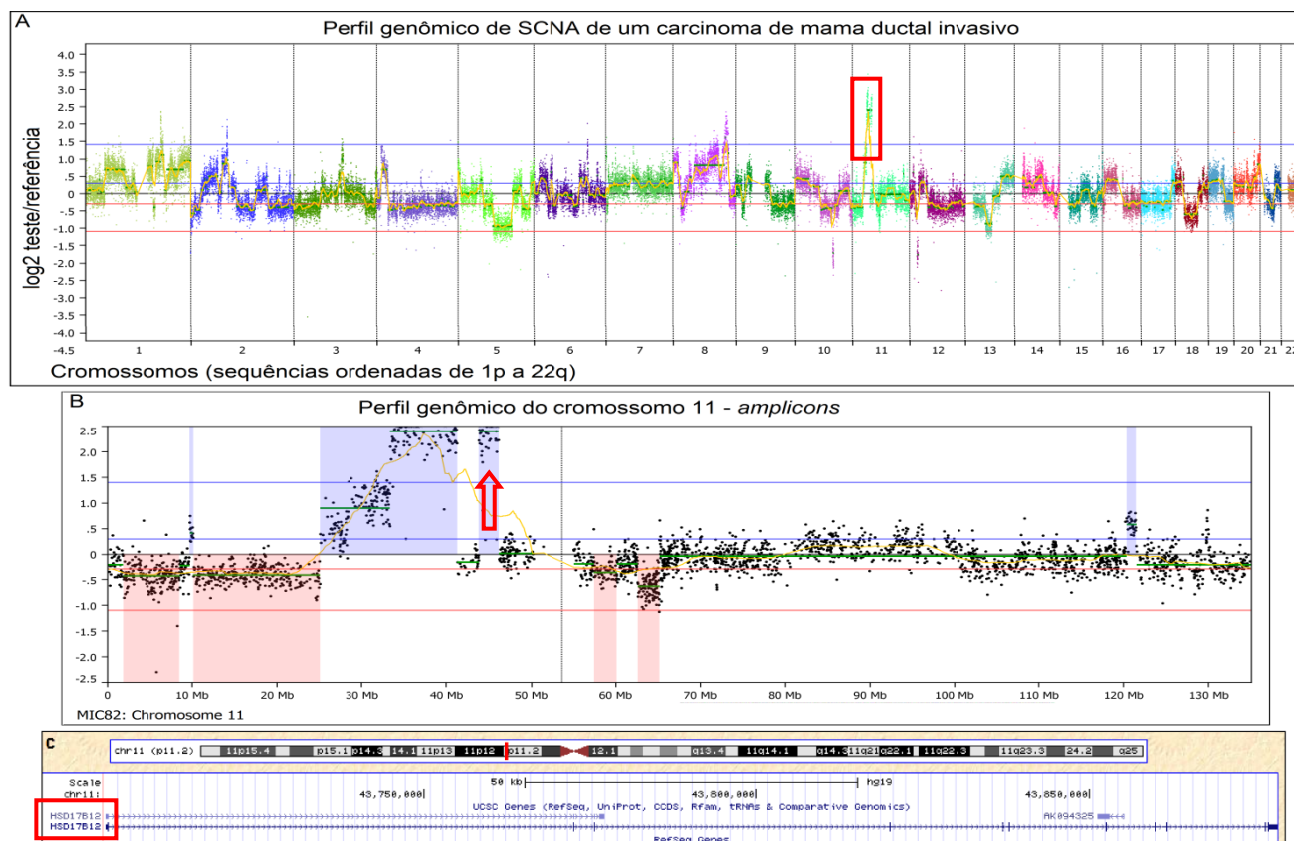 A
Perfil genômico de SCNA de um carcinoma de mama ductal invasivo
log2 teste/referência
4.0
3.5
3.0
2.5
2.0
1.5
1.0
.5
0
-.5
-1.0
-1.5
-2.0
-2.5
-3.0
-3.5
-4.0
-4.5
1 2 3 4 5 6 7 8 9 10 11 12 13 14 15 16 17 18 19 20 21 22
Cromossomos (sequências ordenadas de 1p a 22q)
B
Perfil genômico do cromossomo 11 - amplicons
2.5
2.0
1.5
1.0
.5
0
-.5
-1.0
-1.5
-2.0
-2.5
0 10 Mb 20 Mb 30 Mb 40 Mb 50 Mb 60 Mb 70 Mb 80 Mb 90 Mb 100 Mb 110 Mb 120 Mb 130 Mb
MIC82: Chromosome 11
C
chr11 (p11.2) 11p15.4 p15.1 p14.3 14.1 11p13 11p12 p11.2 12.1 q13.4 11q14.1 q14.3 11q21 q22.1 11q22.3 11q23.3 24.2 q25
Scale 50 kb hg19
chr11: 43,750,000 43,800,000 43,850,000
UCSC Genes (RefSeq, UniProt, CCDS, Rfam, tRNAs & Comparative Genomics)
HSD17B12 AK094325
HSD17B12
RefSeq Genes